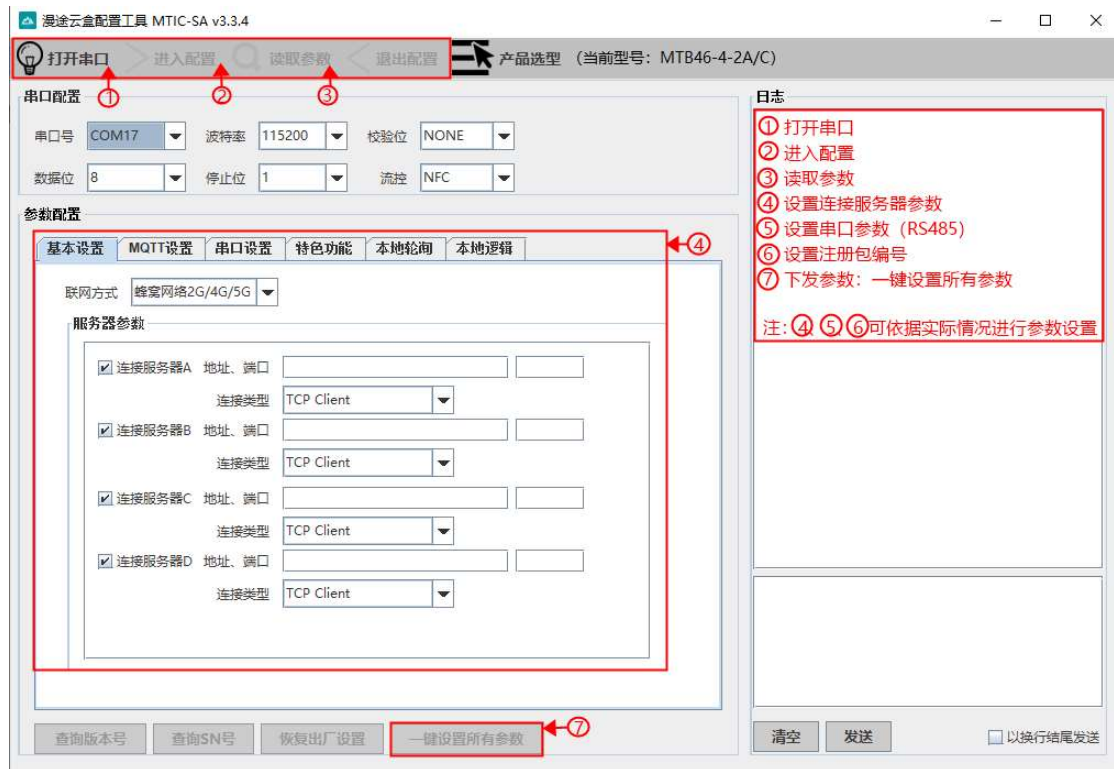 漫途云盒配置工具 MTIC-SA v3.3.4
打开串口 进入配置 读取参数 退出配置 产品选型 (当前型号：MTB46-4-2A/C)
① ② ③
串口配置
串口号 COM17 波特率 115200 校验位 NONE
数据位 8 停止位 1 流控 NFC
参数配置
基本设置 MQTT设置 串口设置 特色功能 本地轮询 本地逻辑 ④
联网方式 蜂窝网络2G/4G/5G
服务器参数
连接服务器A 地址、端口
连接类型 TCP Client
连接服务器B 地址、端口
连接类型 TCP Client
连接服务器C 地址、端口
连接类型 TCP Client
连接服务器D 地址、端口
连接类型 TCP Client
查询版本号 查询SN号 恢复出厂设置 一键设置所有参数 ⑦
日志
① 打开串口
② 进入配置
③ 读取参数
④ 设置连接服务器参数
⑤ 设置串口参数（RS485）
⑥ 设置注册包编号
⑦ 下发参数：一键设置所有参数
注：④ ⑤ ⑥可依据实际情况进行参数设置
清空 发送 以换行结尾发送